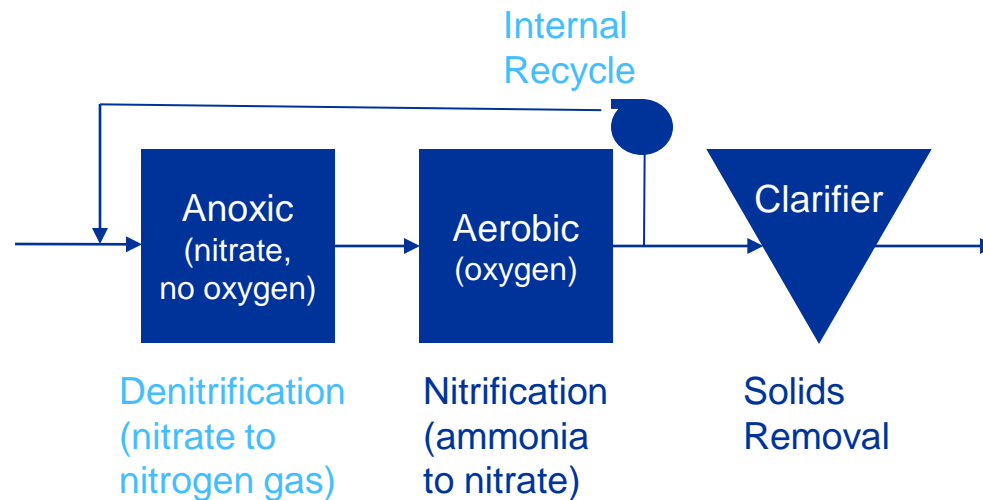 Internal
Recycle
Anoxic
(nitrate,
no oxygen)
Aerobic
(oxygen)
Clarifier
Denitrification
(nitrate to
nitrogen gas)
Nitrification
(ammonia
to nitrate)
Solids
Removal